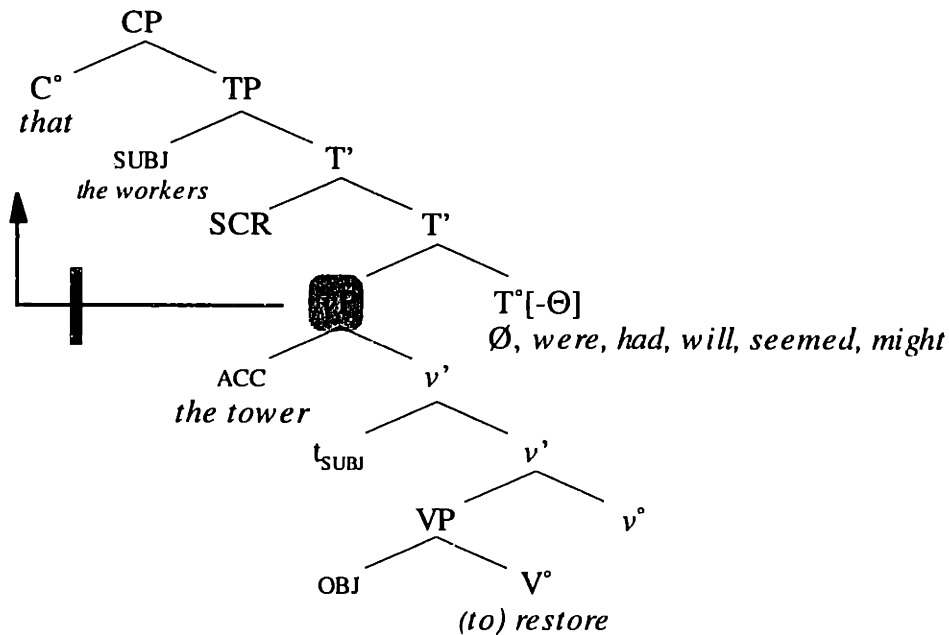 CP
C° TP
that
SUBJ T'
the workers
SCR T'
T°[-Θ]
Ø, were, had, will, seemed, might
ACC v'
the tower
tSUBJ v'
VP v°
OBJ V°
(to) restore